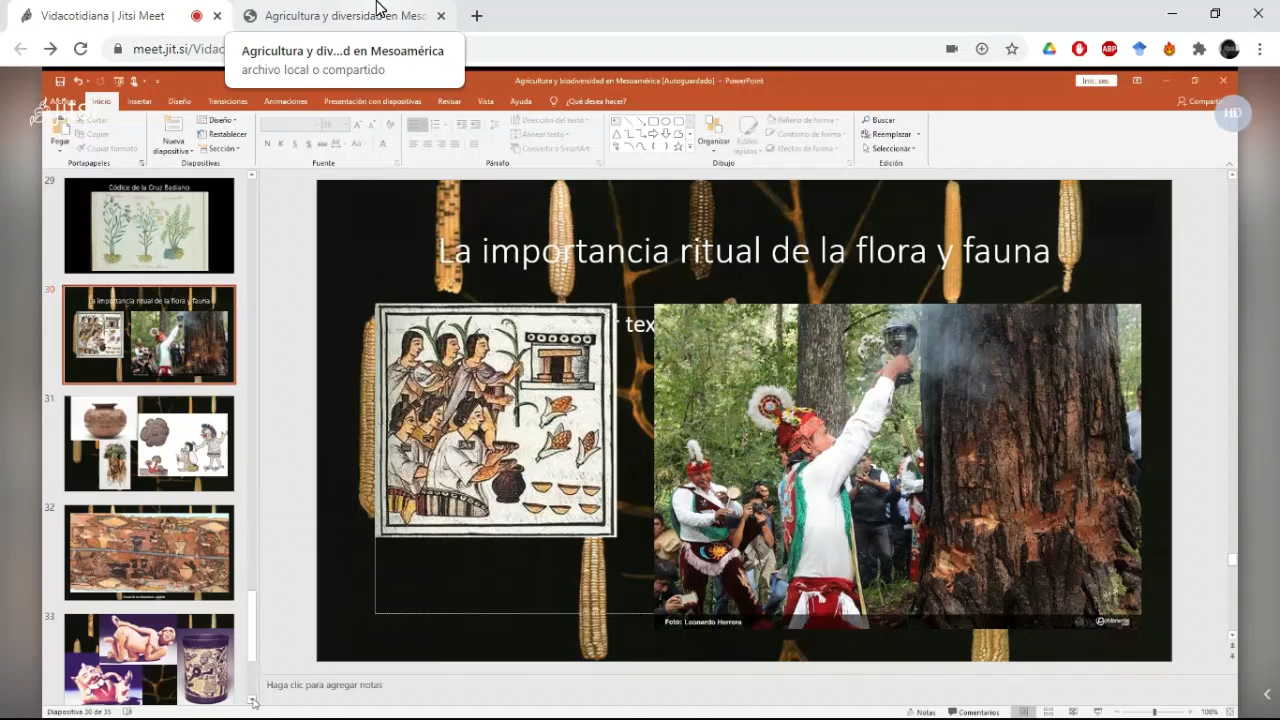 Vidacotidiana | Jitsi Meet
Agricultura y diversidad en Meso
meet.jit.si/Vidac
Agricultura y div...d en Mesoamérica
archivo local o compartido
ABP
Agricultura y biodiversidad en Mesoamérica [Autoguardado] - PowerPoint
Inic. ses.
Inicio
Insertar
Diseño
Transiciones
Animaciones
Presentación con diapositivas
Revisar
Vista
Ayuda
¿Qué desea hacer?
HD
Pegar
Cortar
Copiar
Copiar formato
Portapapeles
Nueva
diapositiva
Diseño
Restablecer
Sección
Diapositivas
Fuente
Dirección del texto
Alinear texto
Convertir a SmartArt
Párrafo
Organizar
Estilos
rápidos
Relleno de forma
Contorno de forma
Efectos de forma
Dibujo
Buscar
Reemplazar
Seleccionar
Edición
29
Códice de la Cruz Badiano
30
La importancia ritual de la flora y fauna
31
32
33
La importancia ritual de la flora y fauna
r tex
Foto: Leonardo Herrera
Haga clic para agregar notas
Diapositiva 30 de 35
Notas
Comentarios
100%